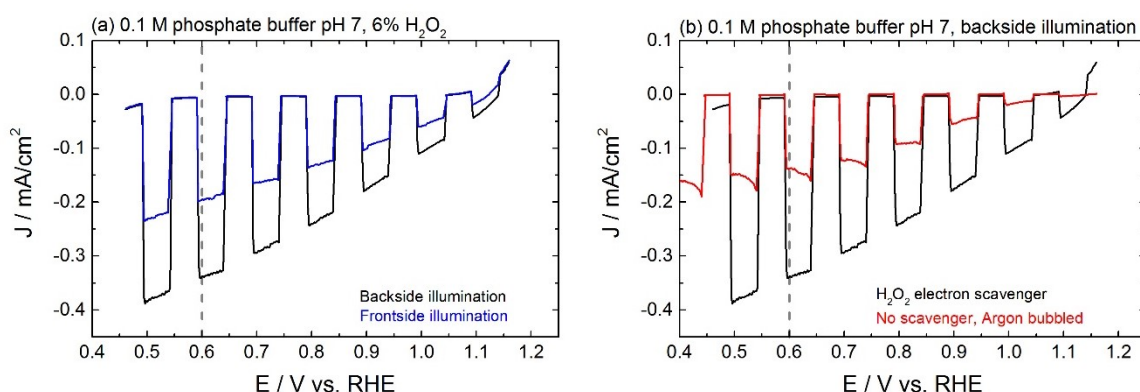 (a) 0.1 M phosphate buffer pH 7, 6% H₂O₂
0.1
0.0
-0.1
-0.2
-0.3
-0.4
J / mA/cm²
Backside illumination
Frontside illumination
0.4 0.5 0.6 0.7 0.8 0.9 1.0 1.1 1.2
E / V vs. RHE
(b) 0.1 M phosphate buffer pH 7, backside illumination
0.1
0.0
-0.1
-0.2
-0.3
-0.4
J / mA/cm²
H₂O₂ electron scavenger
No scavenger, Argon bubbled
0.4 0.5 0.6 0.7 0.8 0.9 1.0 1.1 1.2
E / V vs. RHE